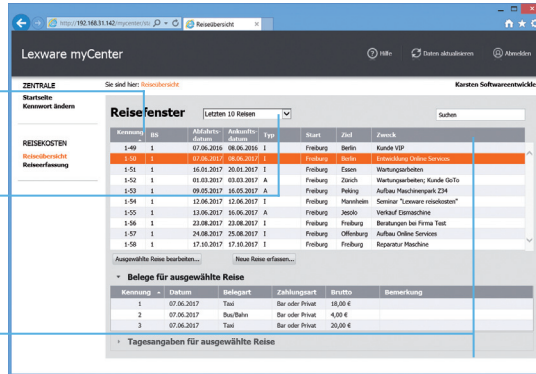 http://192.168.31.142/mycenter/sta
Reiseübersicht
Lexware myCenter
Hilfe
Daten aktualisieren
Abmelden
ZENTRALE
Startseite
Kennwort ändern
REISEKOSTEN
Reiseübersicht
Reiseerfassung
Sie sind hier: Reiseübersicht
Karsten Softwareentwickle
Reisefenster
Letzten 10 Reisen
Suchen
Kennung BS Abfahrts-datum Ankunfts-datum Typ Start Ziel Zweck
1-49 1 07.06.2016 08.06.2016 I Freiburg Berlin Kunde VIP
1-50 1 07.06.2017 08.06.2017 I Freiburg Berlin Entwicklung Online Services
1-51 1 16.01.2017 20.01.2017 I Freiburg Essen Wartungsarbeiten
1-52 1 01.03.2017 03.03.2017 A Freiburg Zürich Wartungsarbeiten; Kunde GoTo
1-53 1 09.05.2017 16.05.2017 A Freiburg Peking Aufbau Maschinenpark Z34
1-54 1 12.06.2017 12.06.2017 I Freiburg Mannheim Seminar "Lexware reisekosten"
1-55 1 13.06.2017 16.06.2017 A Freiburg Jesolo Verkauf Eismaschine
1-56 1 23.08.2017 23.08.2017 I Freiburg Freiburg Beratungen bei Firma Test
1-57 1 24.08.2017 25.08.2017 I Freiburg Offenburg Aufbau Online Services
1-58 1 17.10.2017 17.10.2017 I Freiburg Freiburg Reparatur Maschine
Ausgewählte Reise bearbeiten...
Neue Reise erfassen...
Belege für ausgewählte Reise
Kennung Datum Belegart Zahlungsart Brutto Bemerkung
1 07.06.2017 Taxi Bar oder Privat 18,00 €
2 07.06.2017 Bus/Bahn Bar oder Privat 4,00 €
3 07.06.2017 Taxi Bar oder Privat 20,00 €
Tagesangaben für ausgewählte Reise